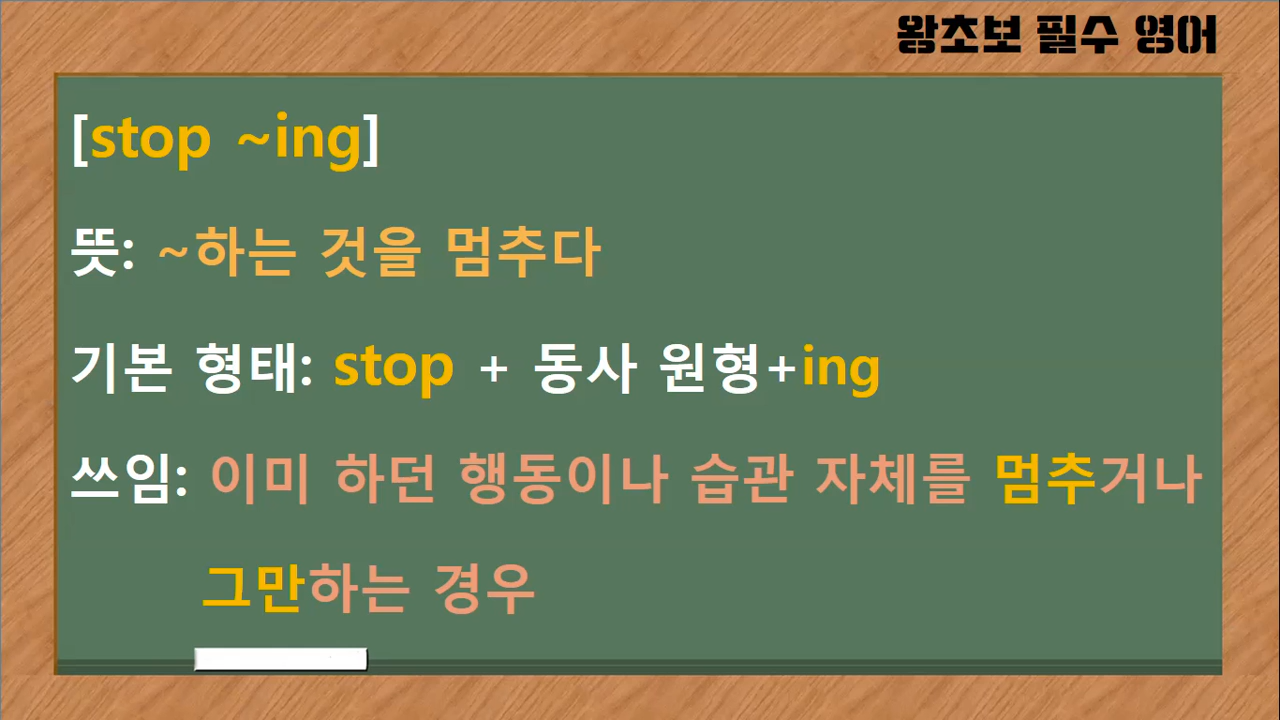 왕초보 필수 영어
[stop ~ing]
뜻: ~하는 것을 멈추다
기본 형태: stop + 동사 원형+ing
쓰임: 이미 하던 행동이나 습관 자체를 멈추거나
그만하는 경우